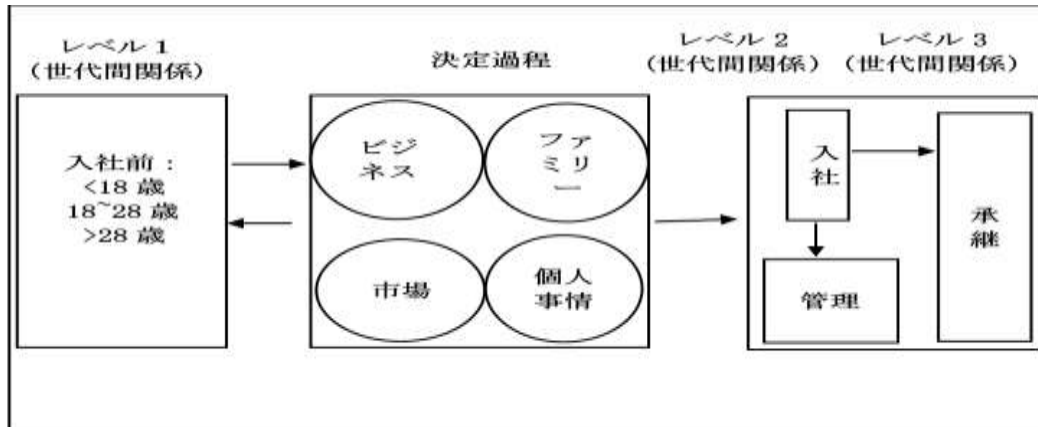 レベル 1
(世代間関係)
決定過程
レベル 2
(世代間関係)
レベル 3
(世代間関係)
入社前：
<18 歳
18~28 歳
>28 歳
ビジ
ネス
ファ
ミリ
ー
市場
個人
事情
入
社
管理
承
継